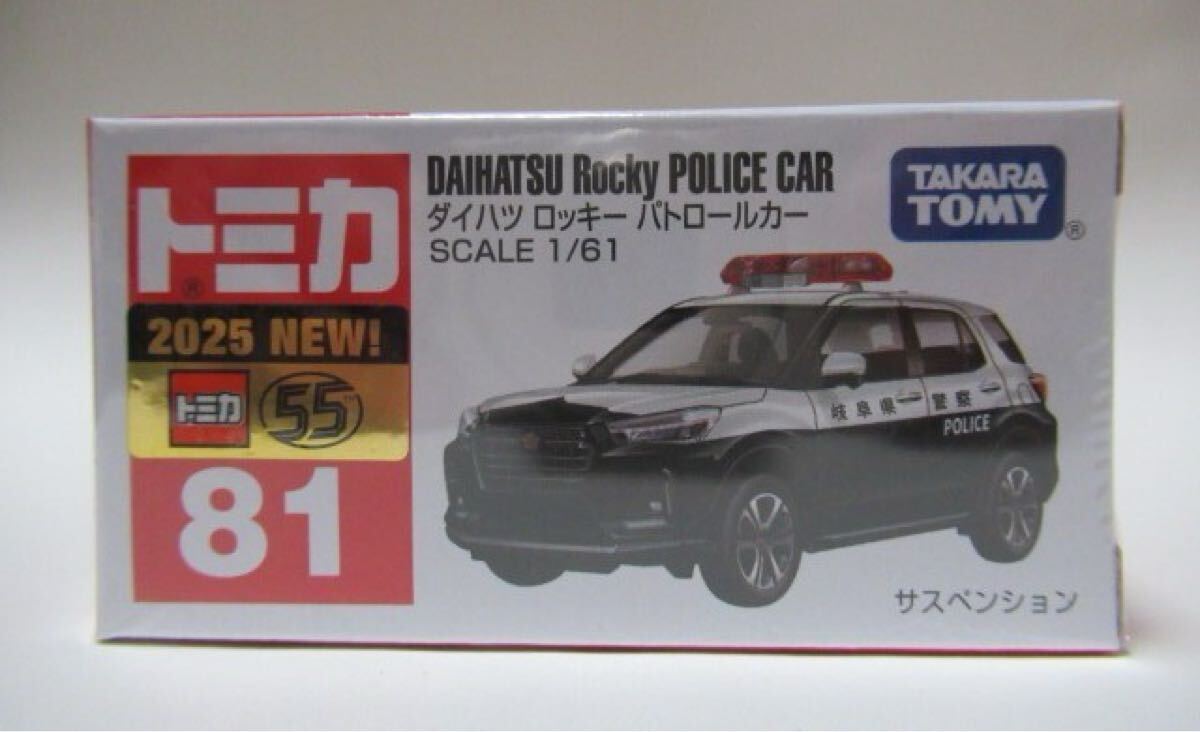 トミカ
®
2025 NEW!
トミカ 55™
81
DAIHATSU Rocky POLICE CAR
ダイハツ ロッキー パトロールカー
SCALE 1/61
TAKARA
TOMY
®
岐阜県 警察
POLICE
サスペンション